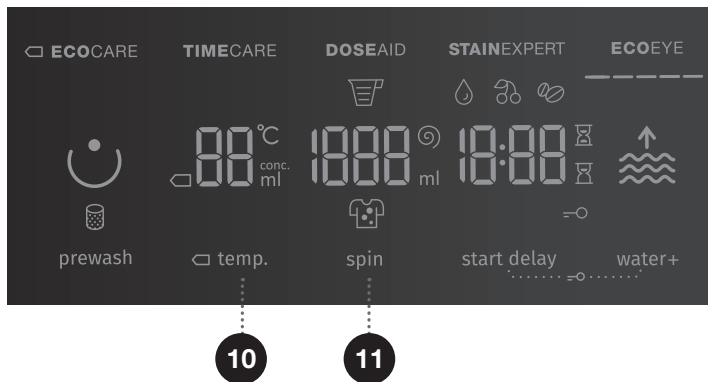 ECOCARE TIMECARE DOSEAID STAINEXPERT ECOEYE
88 °C conc. ml 1888 ml 18:88
prewash temp. spin start delay water+
10 11